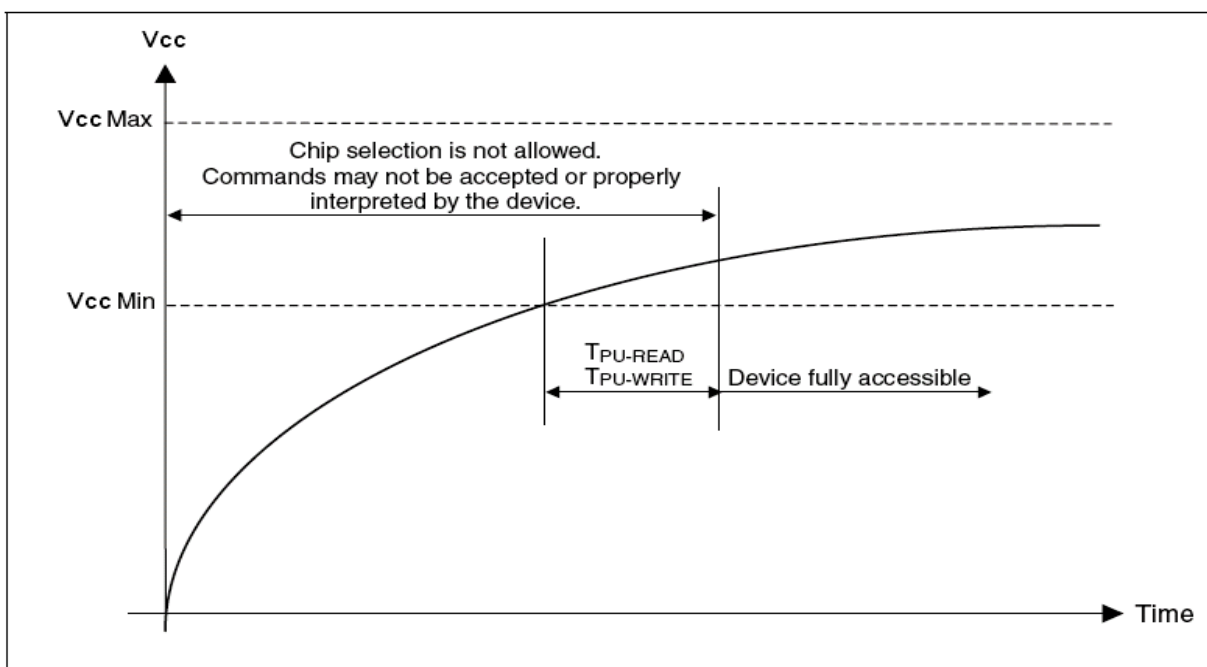 Vcc
Vcc Max
Chip selection is not allowed.
Commands may not be accepted or properly
interpreted by the device.
Vcc Min
TPU-READ
TPU-WRITE
Device fully accessible
Time